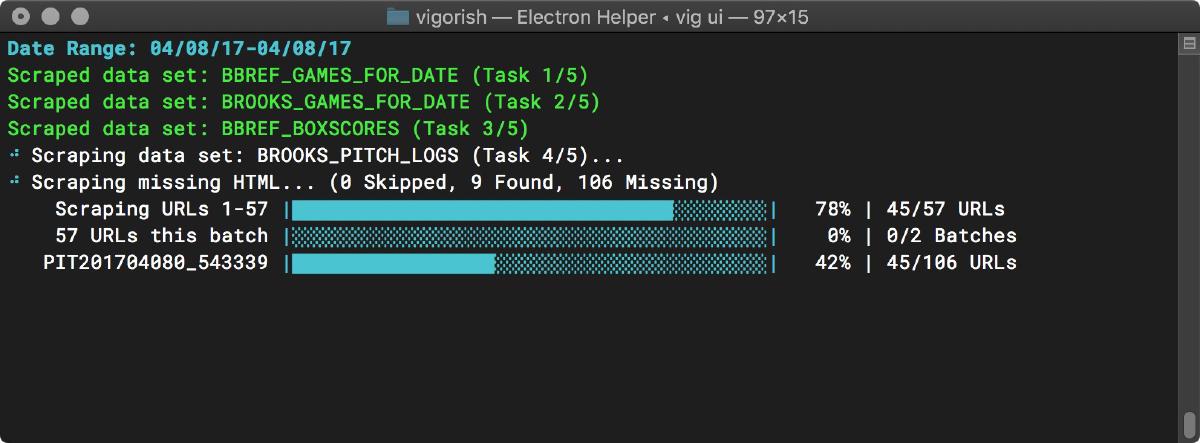 vigorish — Electron Helper ◂ vig ui — 97×15
Date Range: 04/08/17-04/08/17
Scraped data set: BBREF_GAMES_FOR_DATE (Task 1/5)
Scraped data set: BROOKS_GAMES_FOR_DATE (Task 2/5)
Scraped data set: BBREF_BOXSCORES (Task 3/5)
Scraping data set: BROOKS_PITCH_LOGS (Task 4/5)...
Scraping missing HTML... (0 Skipped, 9 Found, 106 Missing)
Scraping URLs 1-57 | | 78% | 45/57 URLs
57 URLs this batch | | 0% | 0/2 Batches
PIT201704080_543339 | | 42% | 45/106 URLs